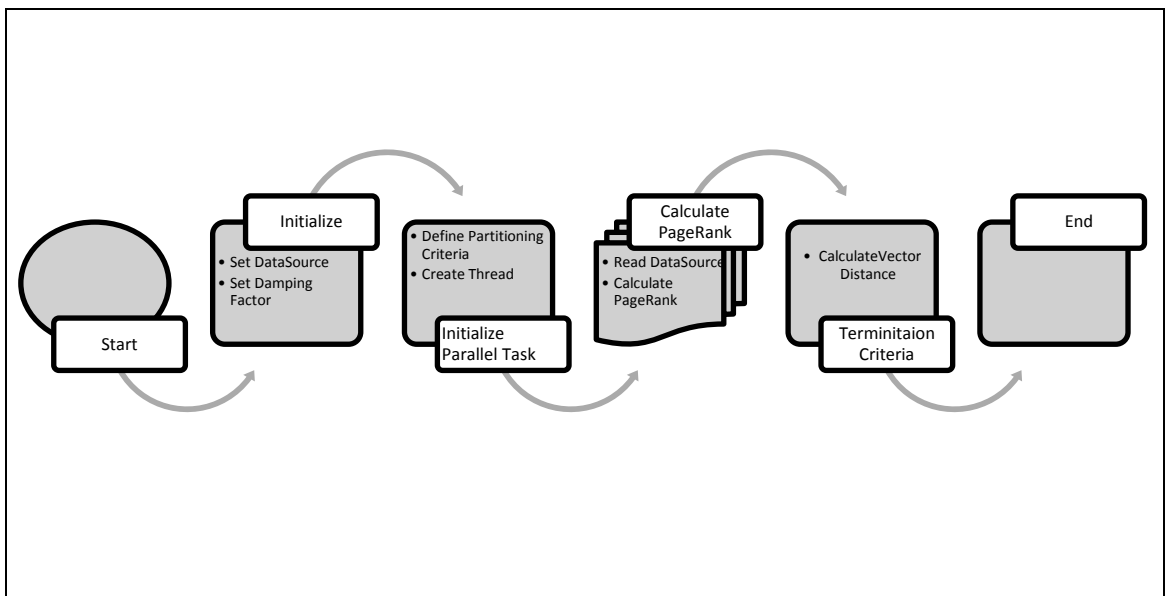 Start
Initialize
• Set DataSource
• Set Damping
Factor
• Define Partitioning
Criteria
• Create Thread
Initialize
Parallel Task
Calculate
PageRank
• Read DataSource
• Calculate
PageRank
• CalculateVector
Distance
Terminitaion
Criteria
End